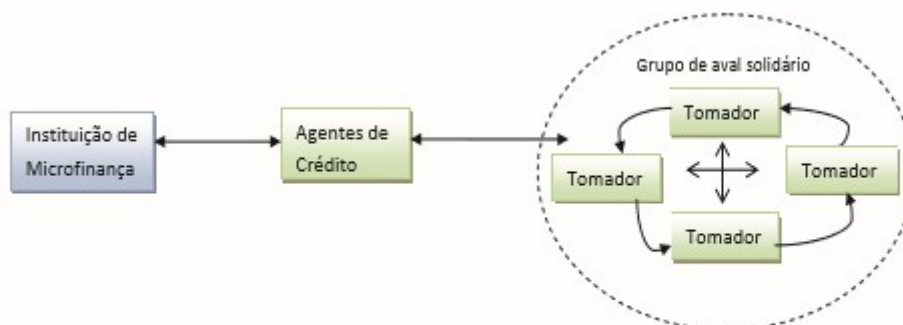 Grupo de aval solidário
Tomador
Instituição de
Microfinança
Agentes de
Crédito
Tomador
Tomador
Tomador